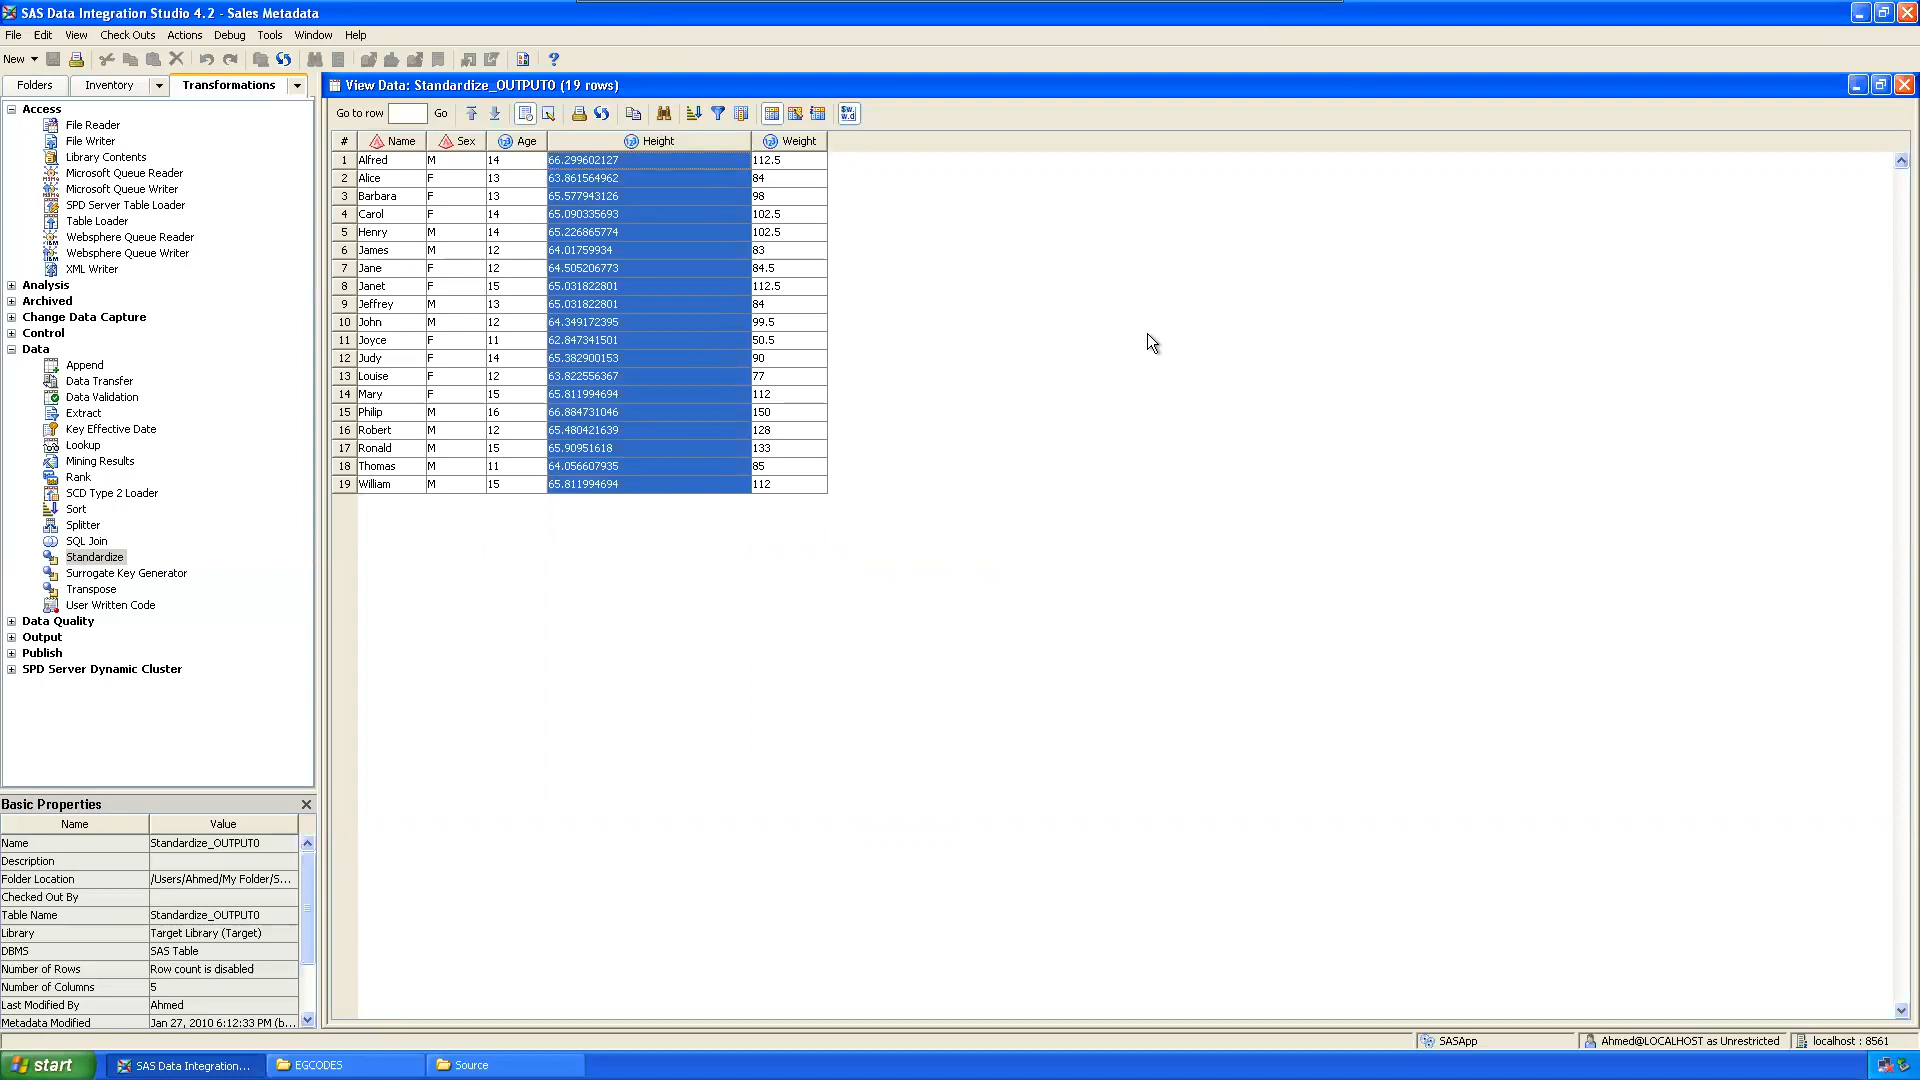 SAS Data Integration Studio 4.2 - Sales Metadata
File Edit View Check Outs Actions Debug Tools Window Help
New
Folders Inventory Transformations
View Data: Standardize_OUTPUT0 (19 rows)
Go to row Go
# Name Sex Age Height Weight
1 Alfred M 14 66.299602127 112.5
2 Alice F 13 63.861564962 84
3 Barbara F 13 65.577943126 98
4 Carol F 14 65.090335693 102.5
5 Henry M 14 65.226865774 102.5
6 James M 12 64.01759934 83
7 Jane F 12 64.505206773 84.5
8 Janet F 15 65.031822801 112.5
9 Jeffrey M 13 65.031822801 84
10 John M 12 64.349172395 99.5
11 Joyce F 11 62.847341501 50.5
12 Judy F 14 65.382900153 90
13 Louise F 12 63.822556367 77
14 Mary F 15 65.811994694 112
15 Philip M 16 66.884731046 150
16 Robert M 12 65.480421639 128
17 Ronald M 15 65.90951618 133
18 Thomas M 11 64.056607935 85
19 William M 15 65.811994694 112
Access
File Reader
File Writer
Library Contents
Microsoft Queue Reader
Microsoft Queue Writer
SPD Server Table Loader
Table Loader
Websphere Queue Reader
Websphere Queue Writer
XML Writer
Analysis
Archived
Change Data Capture
Control
Data
Append
Data Transfer
Data Validation
Extract
Key Effective Date
Lookup
Mining Results
Rank
SCD Type 2 Loader
Sort
Splitter
SQL Join
Standardize
Surrogate Key Generator
Transpose
User Written Code
Data Quality
Output
Publish
SPD Server Dynamic Cluster
Basic Properties
Name Value
Name Standardize_OUTPUT0
Description
Folder Location /Users/Ahmed/My Folder/S...
Checked Out By
Table Name Standardize_OUTPUT0
Library Target Library (Target)
DBMS SAS Table
Number of Rows Row count is disabled
Number of Columns 5
Last Modified By Ahmed
Metadata Modified Jan 27, 2010 6:12:33 PM (b...
SASApp Ahmed@LOCALHOST as Unrestricted localhost : 8561
start SAS Data Integration... EGCODES Source